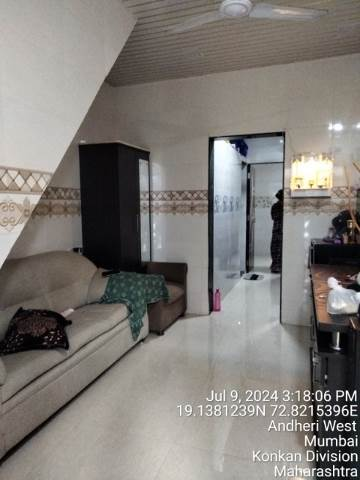 Jul 9, 2024 3:18:06 PM
19.1381239N 72.8215396E
Andheri West
Mumbai
Konkan Division
Maharashtra